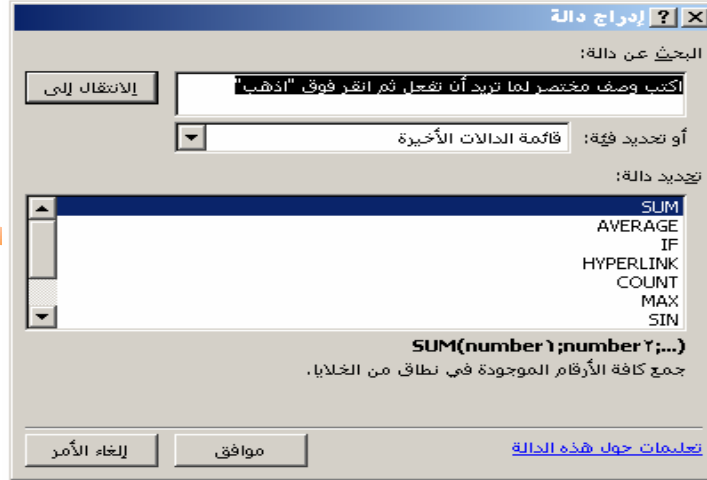 إدراج دالة
البحث عن دالة:
اكتب وصف مختصر لما تريد أن تفعل ثم انقر فوق "اذهب"
الانتقال إلى
أو تحديد فئة: قائمة الدالات الأخيرة
تحديد دالة:
SUM
AVERAGE
IF
HYPERLINK
COUNT
MAX
SIN
SUM(number١;number٢;...)
جمع كافة الأرقام الموجودة في نطاق من الخلايا.
تعليمات حول هذه الدالة
موافق
إلغاء الأمر